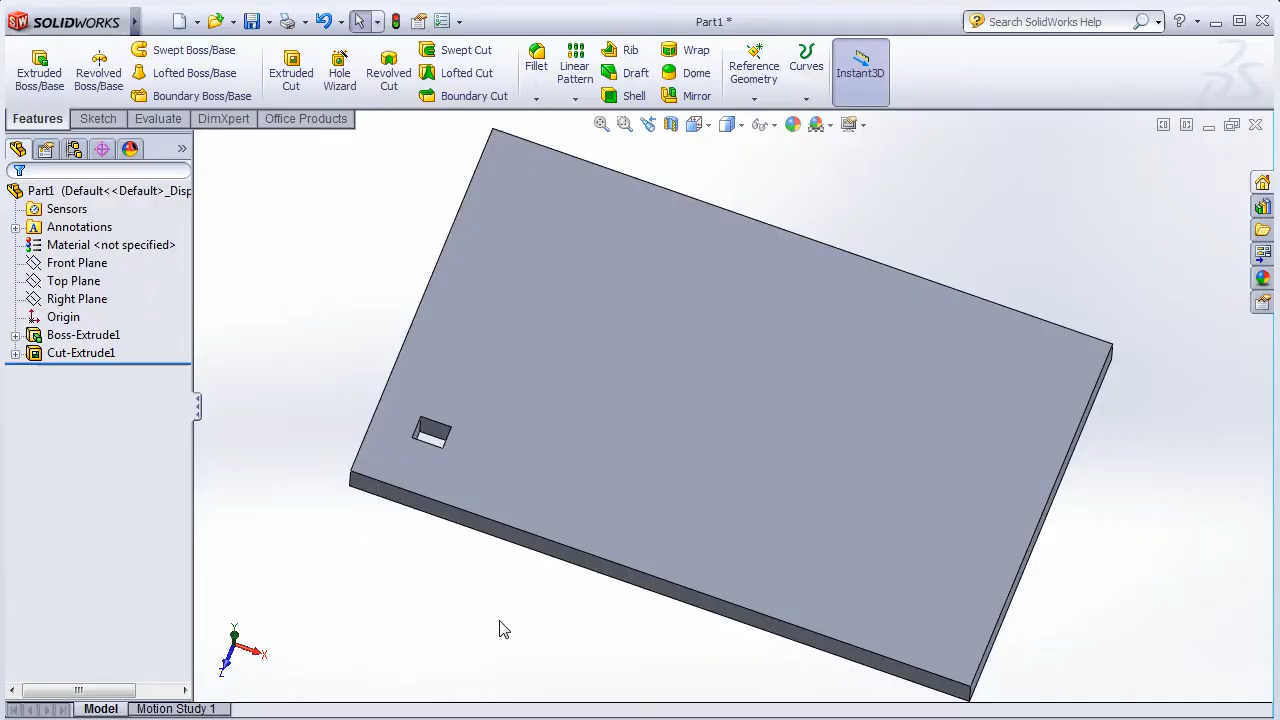 SW SOLIDWORKS
Part1 *
Search SolidWorks Help
Extruded
Boss/Base
Revolved
Boss/Base
Swept Boss/Base
Lofted Boss/Base
Boundary Boss/Base
Extruded
Cut
Hole
Wizard
Revolved
Cut
Swept Cut
Lofted Cut
Boundary Cut
Fillet
Linear
Pattern
Rib
Draft
Shell
Wrap
Dome
Mirror
Reference
Geometry
Curves
Instant3D
Features
Sketch
Evaluate
DimXpert
Office Products
Part1 (Default<<Default>_Disp
Sensors
Annotations
Material <not specified>
Front Plane
Top Plane
Right Plane
Origin
Boss-Extrude1
Cut-Extrude1
Y
X
Z
Model
Motion Study 1